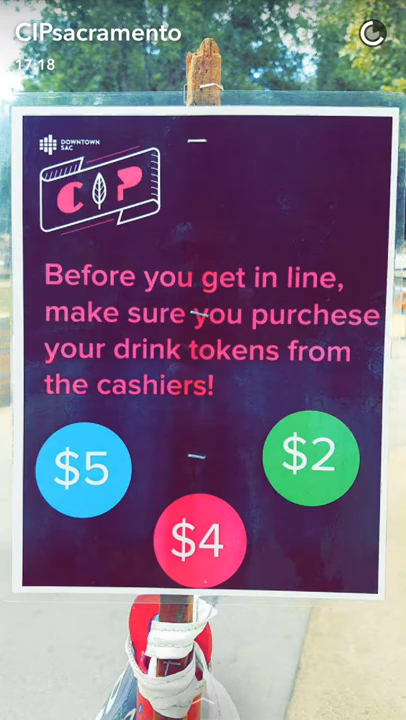 CIPsacramento
17:18
DOWNTOWN
SAC
CIP
Before you get in line,
make sure you purchese
your drink tokens from
the cashiers!
$5
$2
$4